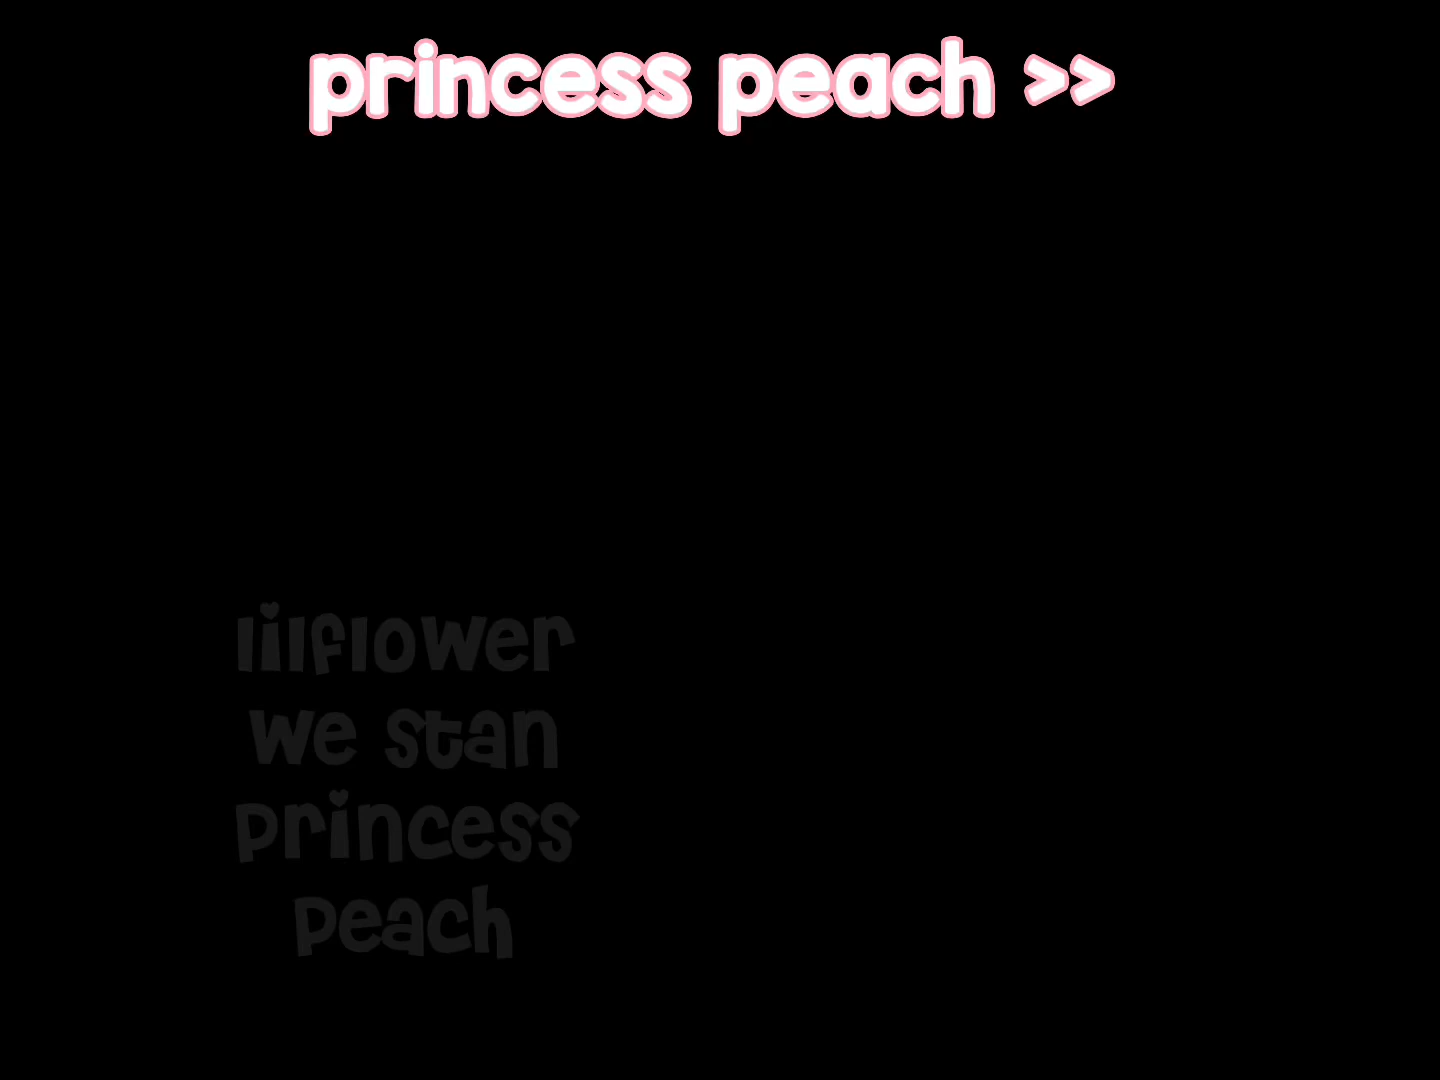 princess peach >>
lilflower
we stan
princess
peach